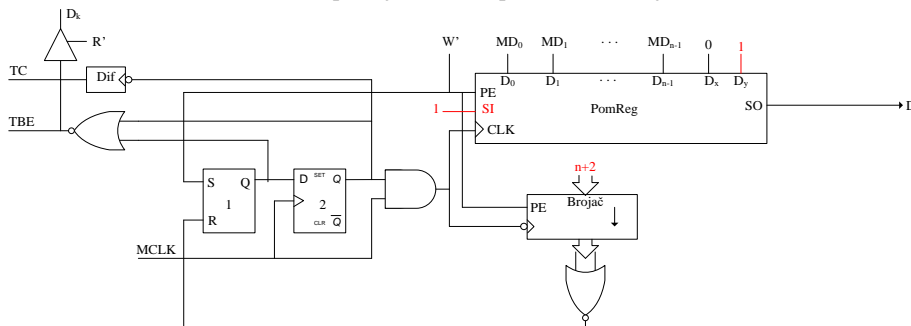 Dk
R'
TC
Dif
TBE
W'
MD0 MD1 ··· MDn-1 0 1
D0 D1 ··· Dn-1 Dx Dy
PE
1 SI
PomReg
SO
CLK
S Q
1
R
D SET Q
2
CLR Q
MCLK
n+2
Brojač
PE